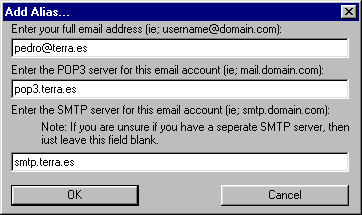 Add Alias...
Enter your full email address (ie; username@domain.com):
pedro@terra.es
Enter the POP3 server for this email account (ie; mail.domain.com):
pop3.terra.es
Enter the SMTP server for this email account (ie; smtp.domain.com):
Note: If you are unsure if you have a seperate SMTP server, then
just leave this field blank.
smtp.terra.es
OK Cancel